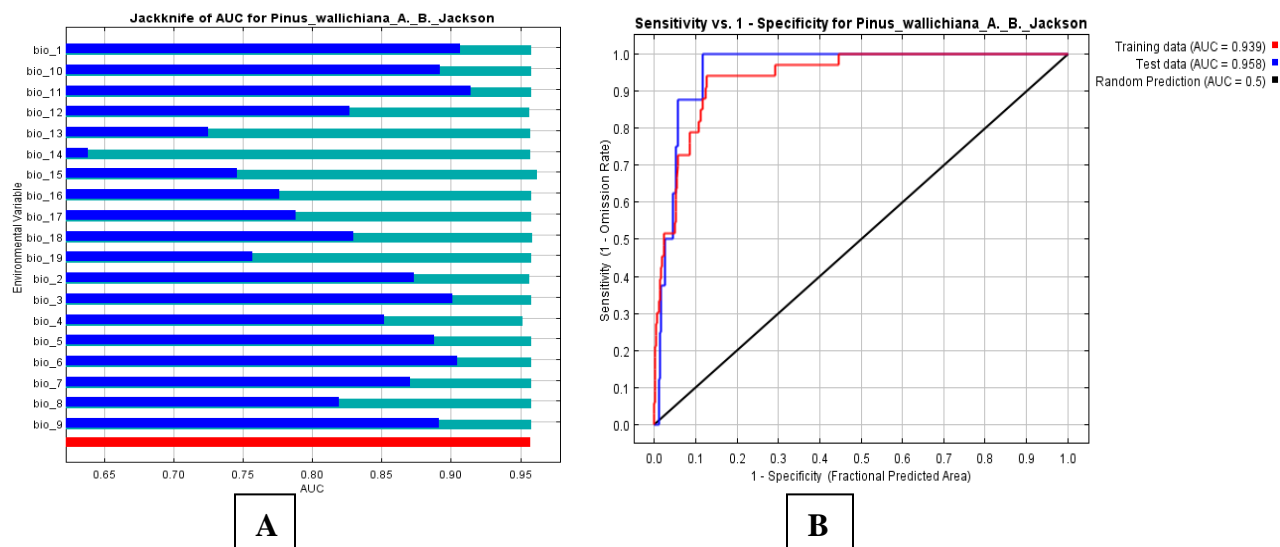 Jackknife of AUC for Pinus_wallichiana_A._B._Jackson
Environmental Variable
bio_1
bio_10
bio_11
bio_12
bio_13
bio_14
bio_15
bio_16
bio_17
bio_18
bio_19
bio_2
bio_3
bio_4
bio_5
bio_6
bio_7
bio_8
bio_9
0.65 0.70 0.75 0.80 0.85 0.90 0.95
AUC
A
Sensitivity vs. 1 - Specificity for Pinus_wallichiana_A._B._Jackson
Sensitivity (1 - Omission Rate)
1.0
0.9
0.8
0.7
0.6
0.5
0.4
0.3
0.2
0.1
0.0
0.0 0.1 0.2 0.3 0.4 0.5 0.6 0.7 0.8 0.9 1.0
1 - Specificity (Fractional Predicted Area)
Training data (AUC = 0.939)
Test data (AUC = 0.958)
Random Prediction (AUC = 0.5)
B